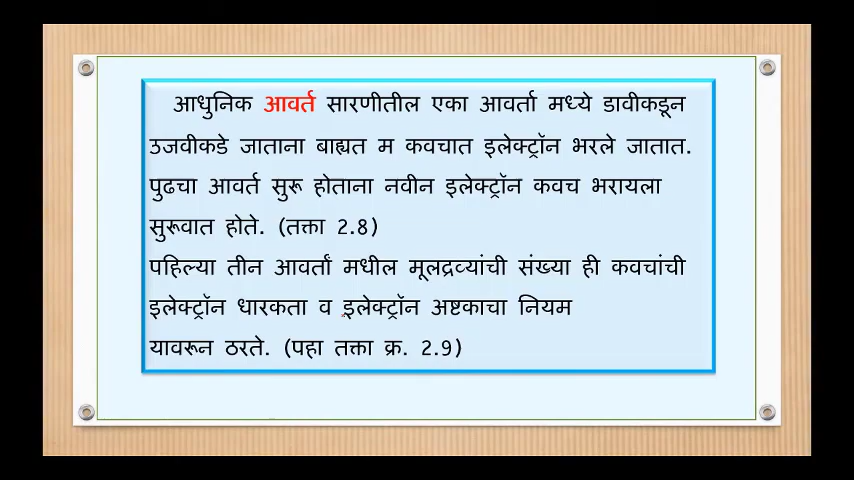 आधुनिक आवर्त सारणीतील एका आवर्ता मध्ये डावीकडून
उजवीकडे जाताना बाह्यत म कवचात इलेक्ट्रॉन भरले जातात.
पुढचा आवर्त सुरू होताना नवीन इलेक्ट्रॉन कवच भरायला
सुरूवात होते. (तक्ता 2.8)
पहिल्या तीन आवर्तां मधील मूलद्रव्यांची संख्या ही कवचांची
इलेक्ट्रॉन धारकता व इलेक्ट्रॉन अष्टकाचा नियम
यावरून ठरते. (पहा तक्ता क्र. 2.9)